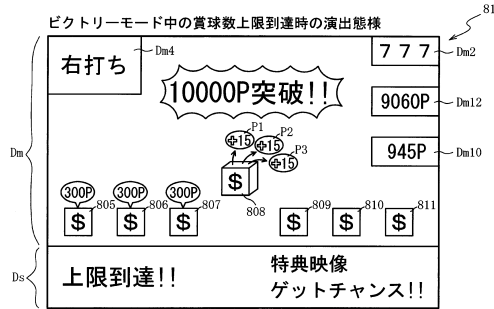 ビクトリーモード中の賞球数上限到達時の演出態様
81
右打ち
Dm4
7 7 7
Dm2
10000P突破!!
9060P
Dm12
Dm
P1
+15
P2
+15
P3
+15
945P
Dm10
$
808
300P
300P
300P
$
805
$
806
$
807
$
809
$
810
$
811
Ds
上限到達!!
特典映像
ゲットチャンス!!